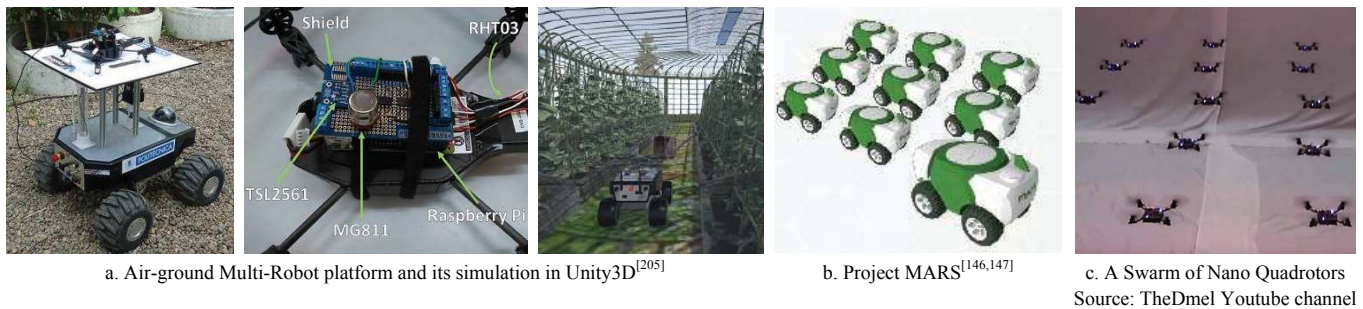 Shield
RHT03
TSL2561
MG811
Raspberry Pi
POLITECNICA
a. Air-ground Multi-Robot platform and its simulation in Unity3D[205]
b. Project MARS[146,147]
c. A Swarm of Nano Quadrotors
Source: TheDmel Youtube channel